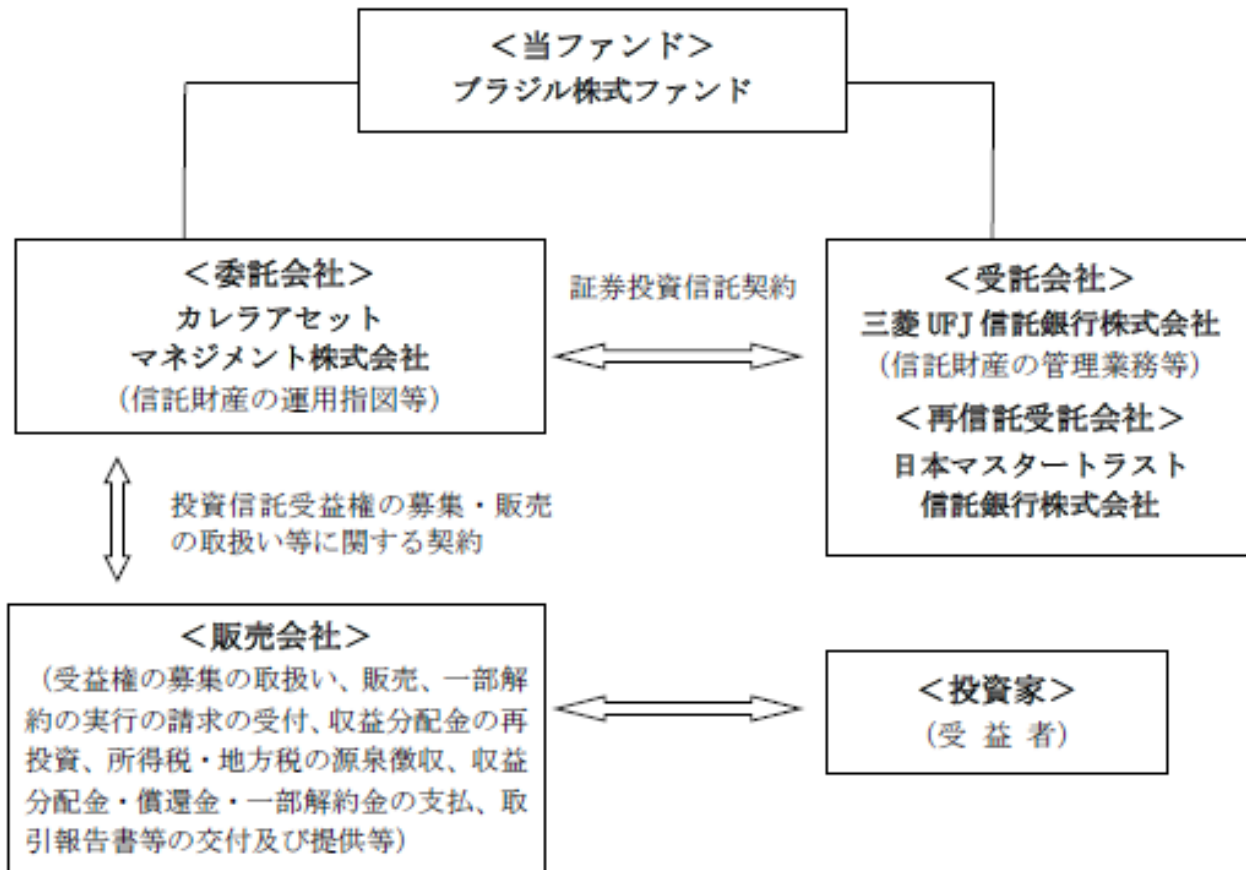 ＜当ファンド＞
ブラジル株式ファンド
＜委託会社＞
カレラアセット
マネジメント株式会社
（信託財産の運用指図等）
証券投資信託契約
＜受託会社＞
三菱UFJ信託銀行株式会社
（信託財産の管理業務等）
＜再信託受託会社＞
日本マスタートラスト
信託銀行株式会社
投資信託受益権の募集・販売
の取扱い等に関する契約
＜販売会社＞
（受益権の募集の取扱い、販売、一部解
約の実行の請求の受付、収益分配金の再
投資、所得税・地方税の源泉徴収、収益
分配金・償還金・一部解約金の支払、取
引報告書等の交付及び提供等）
＜投資家＞
（受 益 者）